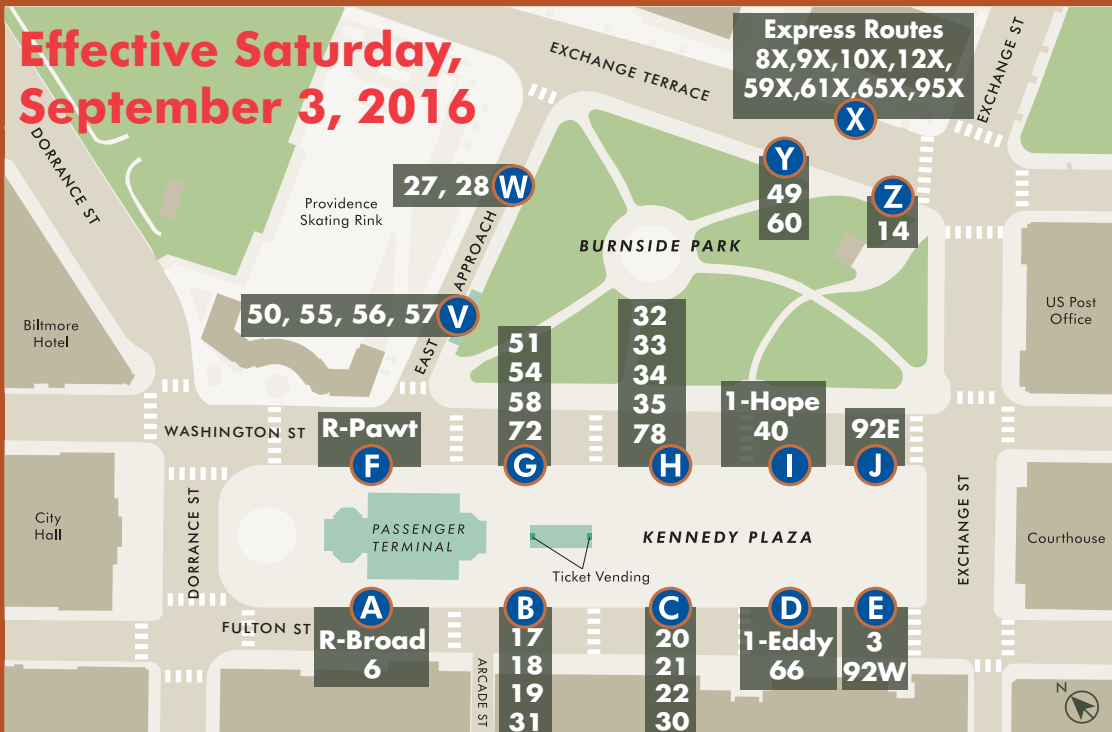 Effective Saturday,
September 3, 2016
Express Routes
8X,9X,10X,12X,
59X,61X,65X,95X
X
EXCHANGE TERRACE
EXCHANGE ST
DORRANCE ST
Y
49
60
Z
14
27, 28 W
Providence
Skating Rink
BURNSIDE PARK
EAST APPROACH
50, 55, 56, 57 V
US Post
Office
Biltmore
Hotel
51
54
58
72
G
32
33
34
35
78
H
1-Hope
40
I
92E
J
WASHINGTON ST
R-Pawt
F
City
Hall
DORRANCE ST
PASSENGER
TERMINAL
KENNEDY PLAZA
Ticket Vending
EXCHANGE ST
Courthouse
FULTON ST
A
R-Broad
6
ARCADE ST
B
17
18
19
31
C
20
21
22
30
D
1-Eddy
66
E
3
92W
N